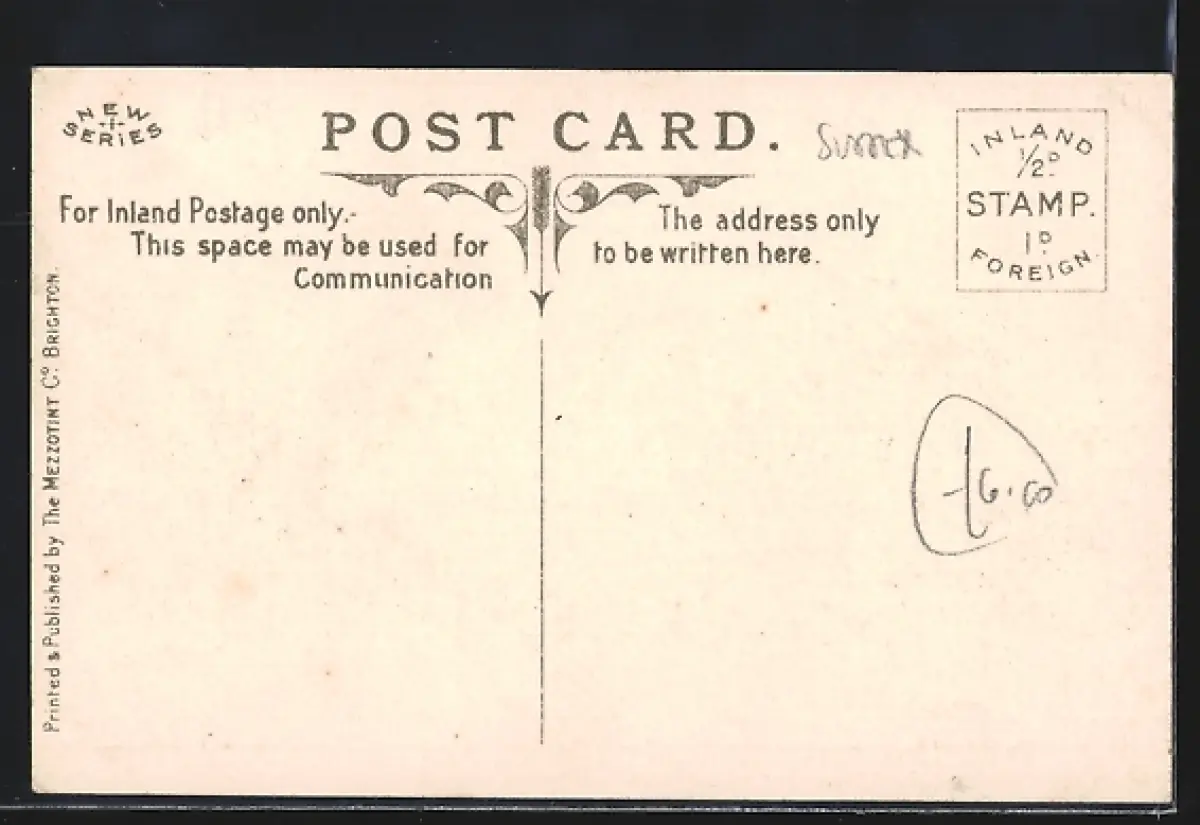 NEW
SERIES
POST CARD.
Sussex
INLAND
½D.
STAMP.
1D
FOREIGN.
For Inland Postage only.-
This space may be used for
Communication
The address only
to be written here.
Printed & Published by The Mezzotint Co. Brighton.
6.00